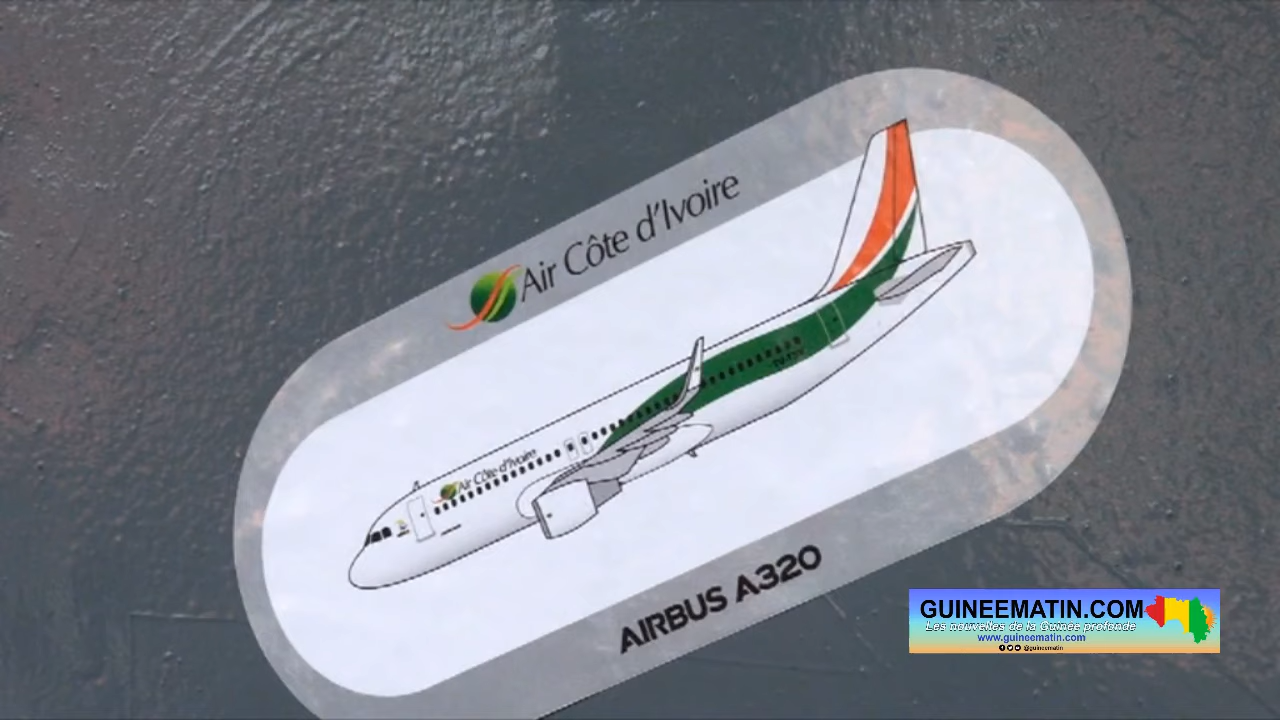 Air Côte d'Ivoire
Air Côte d'Ivoire
AIRBUS A320
GUINEEMATIN.COM
Les nouvelles de la Guinée profonde
www.guineematin.com
@guineematin